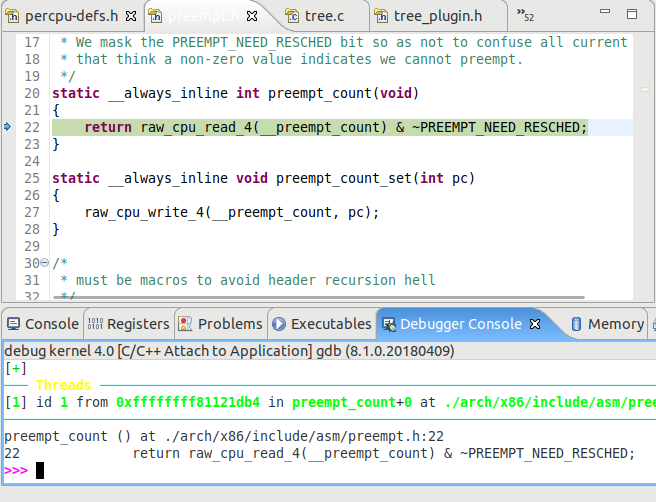 percpu-defs.h preempt.h tree.c tree_plugin.h »52
17 * We mask the PREEMPT_NEED_RESCHED bit so as not to confuse all current
18 * that think a non-zero value indicates we cannot preempt.
19 */
20 static __always_inline int preempt_count(void)
21 {
22 return raw_cpu_read_4(__preempt_count) & ~PREEMPT_NEED_RESCHED;
23 }
24
25 static __always_inline void preempt_count_set(int pc)
26 {
27 raw_cpu_write_4(__preempt_count, pc);
28 }
29
30 /*
31 * must be macros to avoid header recursion hell
32 */
Console Registers Problems Executables Debugger Console Memory
debug kernel 4.0 [C/C++ Attach to Application] gdb (8.1.0.20180409)
[+]
Threads
[1] id 1 from 0xffffffff81121db4 in preempt_count+0 at ./arch/x86/include/asm/pree
preempt_count () at ./arch/x86/include/asm/preempt.h:22
22 return raw_cpu_read_4(__preempt_count) & ~PREEMPT_NEED_RESCHED;
>>>